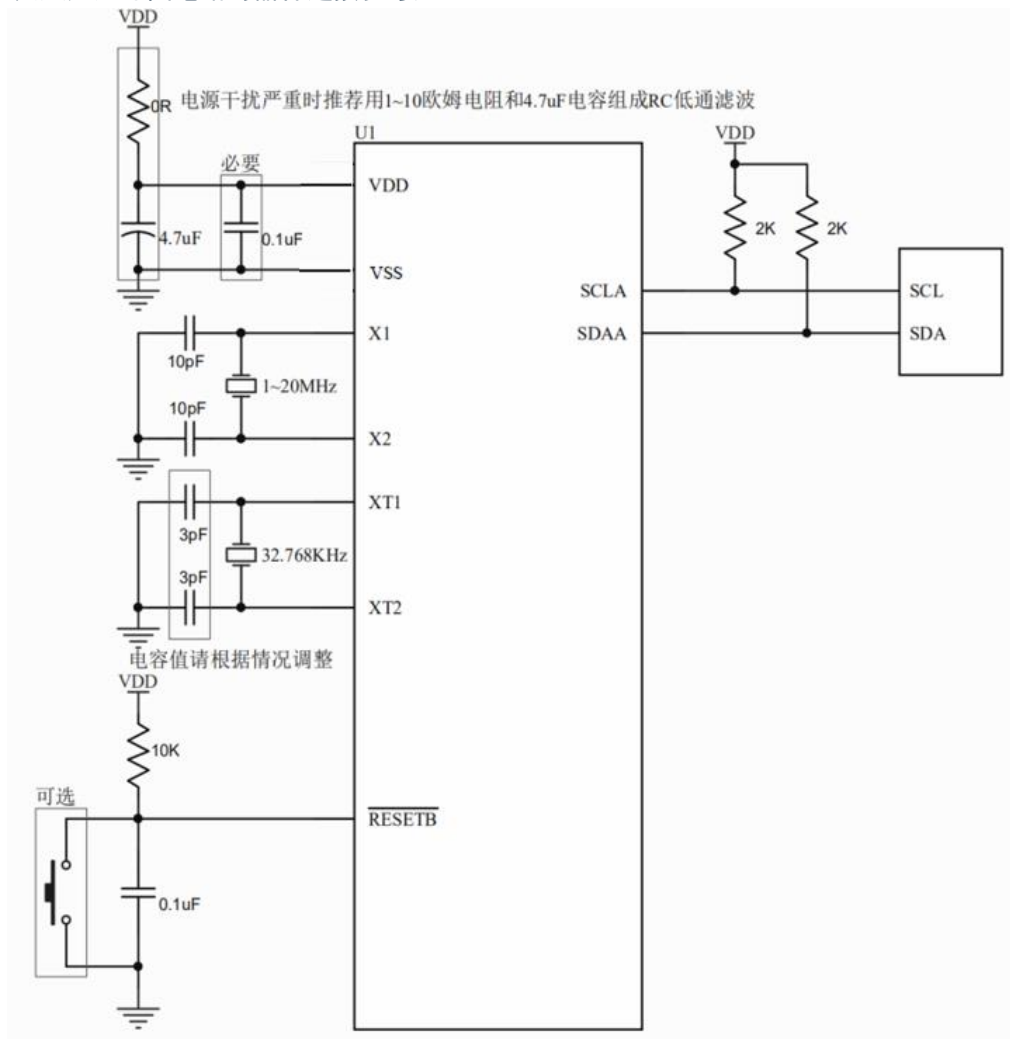 VDD
0R
电源干扰严重时推荐用1~10欧姆电阻和4.7uF电容组成RC低通滤波
U1
VDD
必要
VDD
4.7uF
0.1uF
2K
2K
VSS
SCLA
SCL
X1
SDAA
SDA
10pF
1~20MHz
10pF
X2
XT1
3pF
32.768KHz
3pF
XT2
电容值请根据情况调整
VDD
10K
可选
RESETB
0.1uF